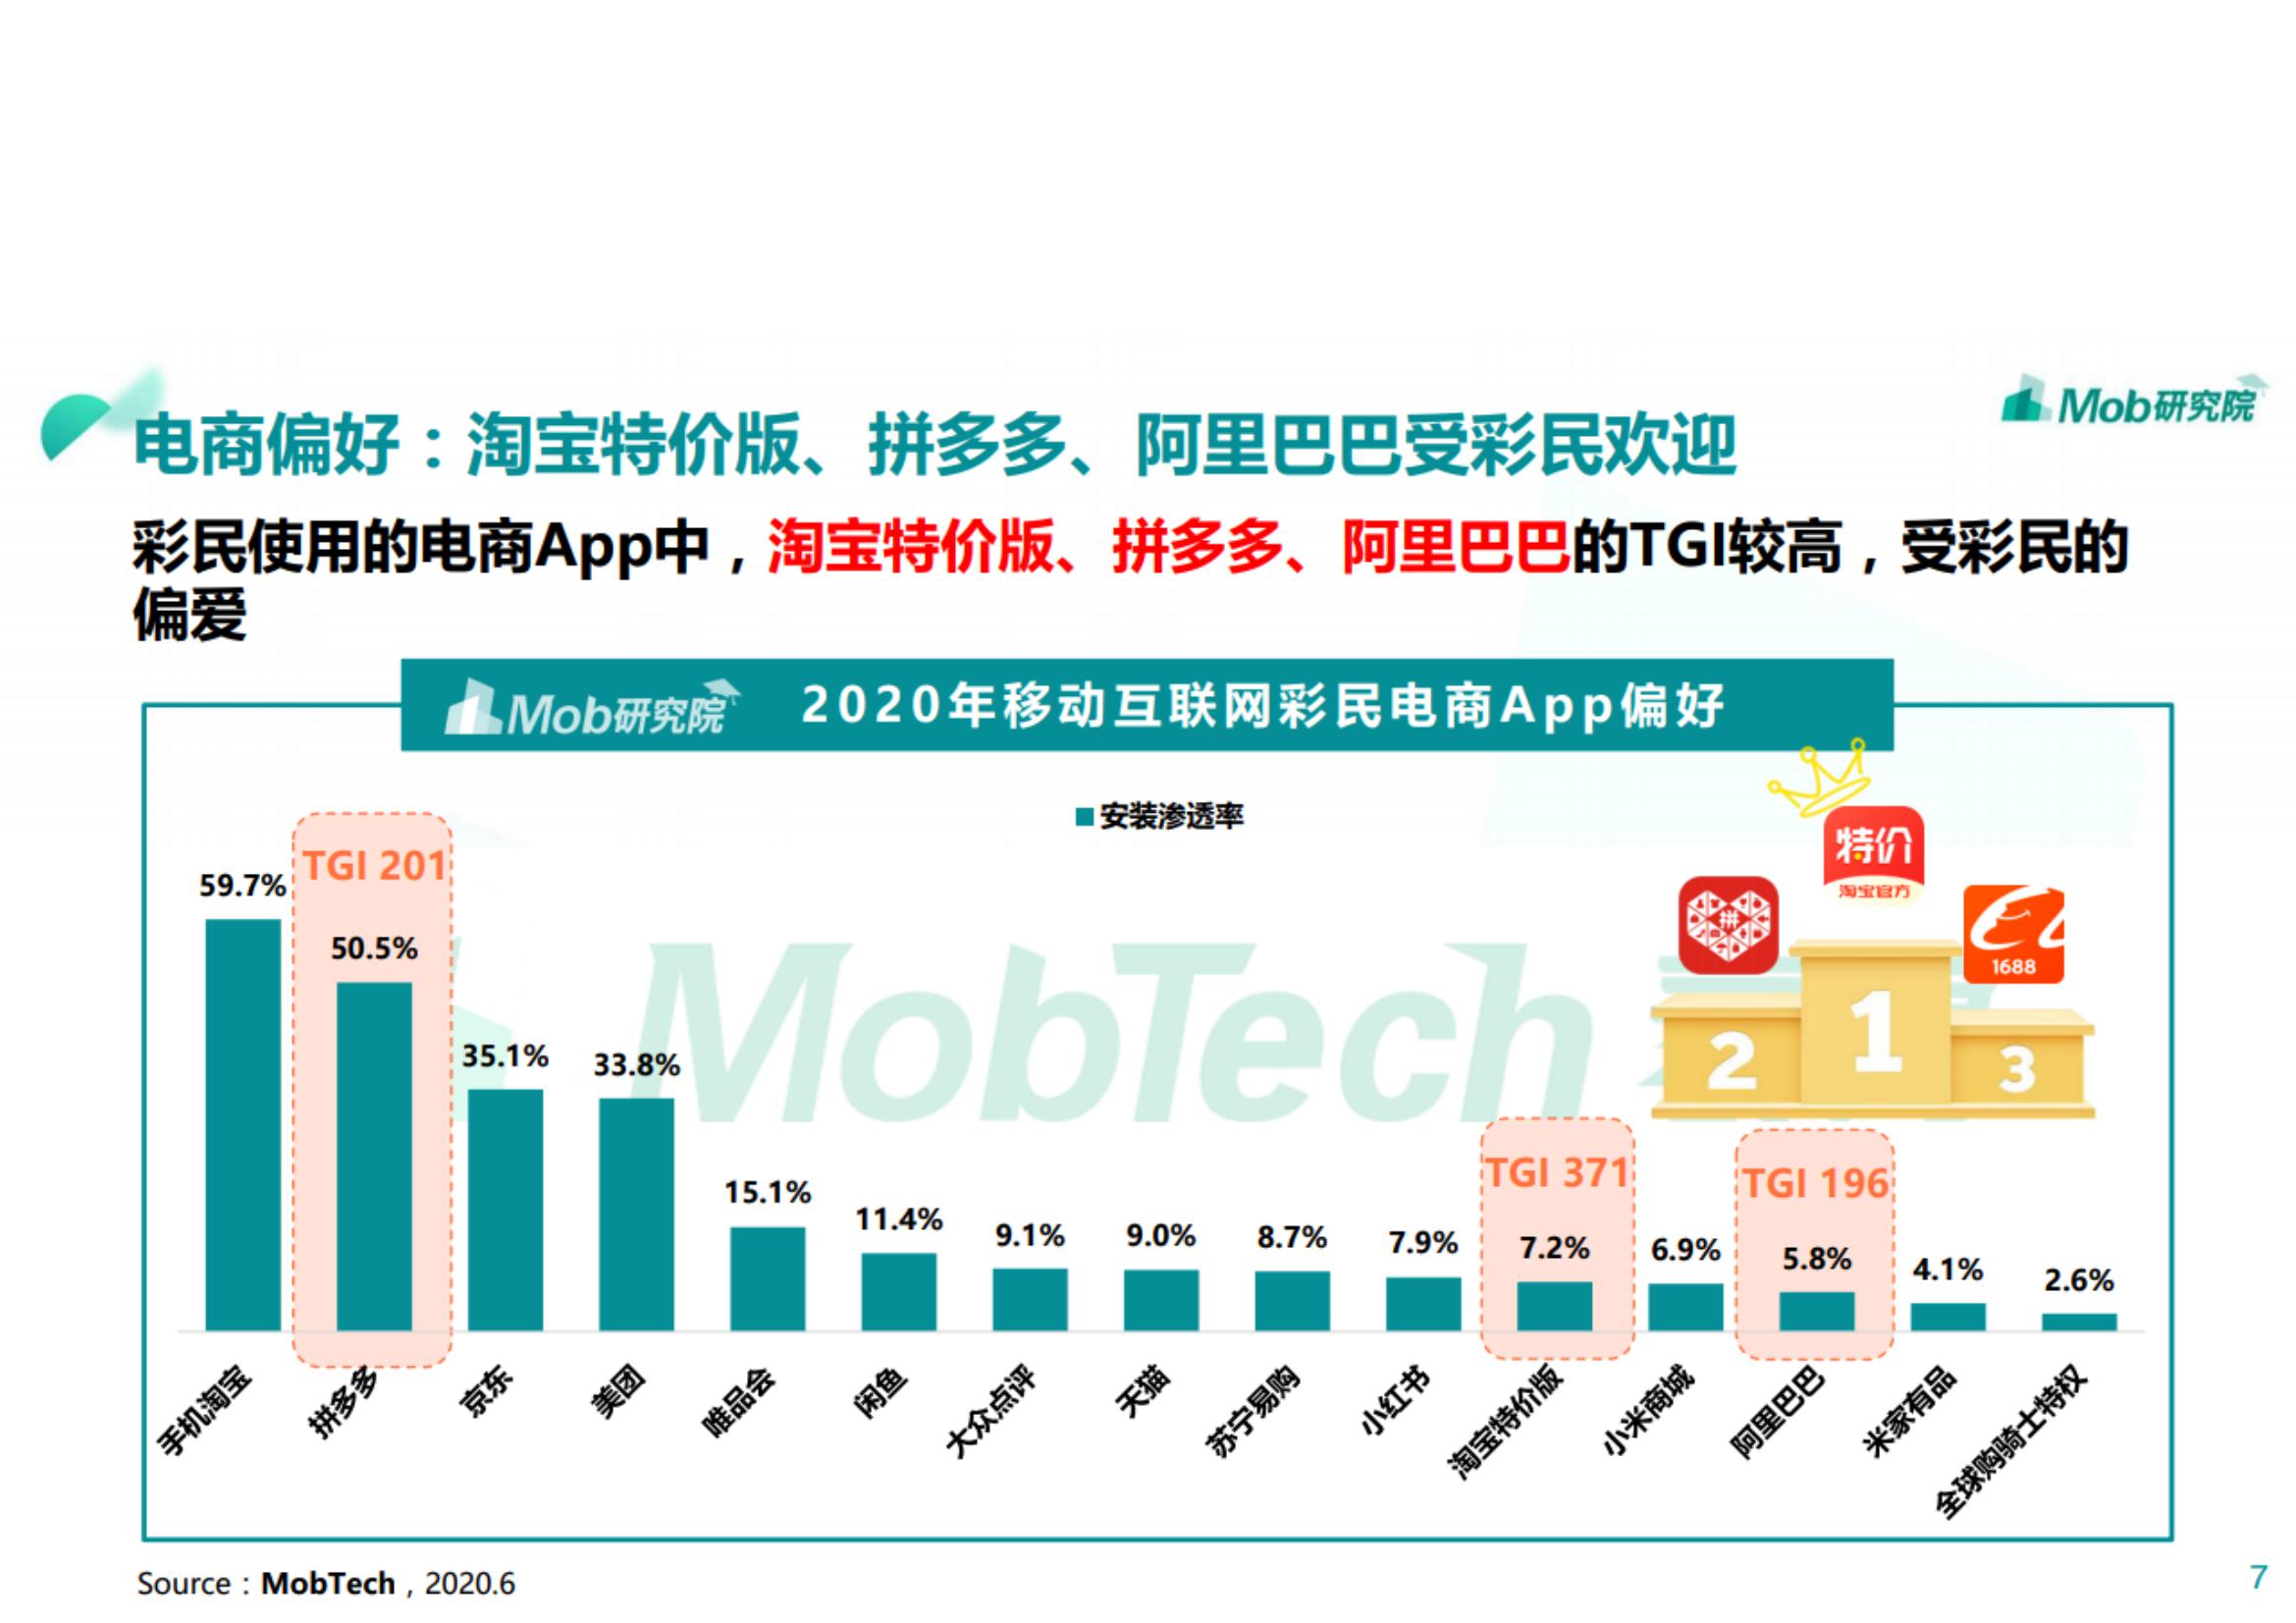 Mob研究院
电商偏好：淘宝特价版、拼多多、阿里巴巴受彩民欢迎
彩民使用的电商App中，淘宝特价版、拼多多、阿里巴巴的TGI较高，受彩民的
偏爱
Mob研究院 2020年移动互联网彩民电商App偏好
安装渗透率
特价
淘宝官方
拼
1688
1
2
3
MobTech
TGI 201
TGI 371
TGI 196
59.7%
50.5%
35.1%
33.8%
15.1%
11.4%
9.1%
9.0%
8.7%
7.9%
7.2%
6.9%
5.8%
4.1%
2.6%
手机淘宝
拼多多
京东
美团
唯品会
闲鱼
大众点评
天猫
苏宁易购
小红书
淘宝特价版
小米商城
阿里巴巴
米家有品
全球购骑士特权
Source：MobTech，2020.6
7